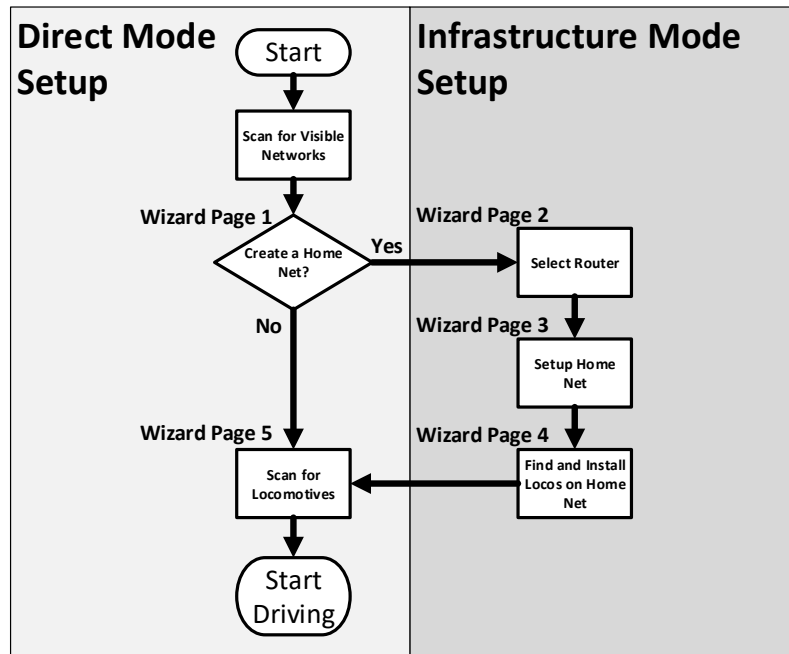 Direct Mode
Setup
Start
Scan for Visible
Networks
Wizard Page 1
Create a Home
Net?
Yes
No
Wizard Page 5
Scan for
Locomotives
Start
Driving
Infrastructure Mode
Setup
Wizard Page 2
Select Router
Wizard Page 3
Setup Home
Net
Wizard Page 4
Find and Install
Locos on Home
Net